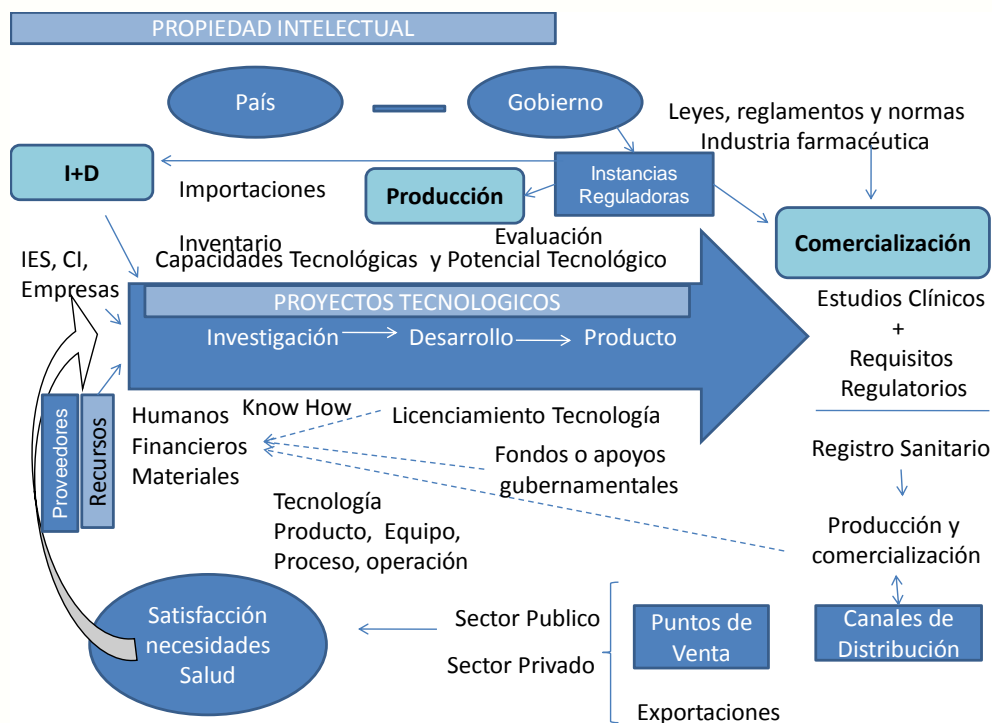 PROPIEDAD INTELECTUAL
País
Gobierno
Leyes, reglamentos y normas
Industria farmacéutica
I+D
Importaciones
Producción
Instancias
Reguladoras
Comercialización
Inventario
Evaluación
IES, CI,
Empresas
Capacidades Tecnológicas y Potencial Tecnológico
PROYECTOS TECNOLOGICOS
Investigación
Desarrollo
Producto
Estudios Clínicos
+
Requisitos
Regulatorios
Proveedores
Recursos
Humanos
Financieros
Materiales
Know How
Licenciamiento Tecnología
Fondos o apoyos
gubernamentales
Registro Sanitario
Tecnología
Producto, Equipo,
Proceso, operación
Producción y
comercialización
Satisfacción
necesidades
Salud
Sector Publico
Sector Privado
Puntos de
Venta
Canales de
Distribución
Exportaciones